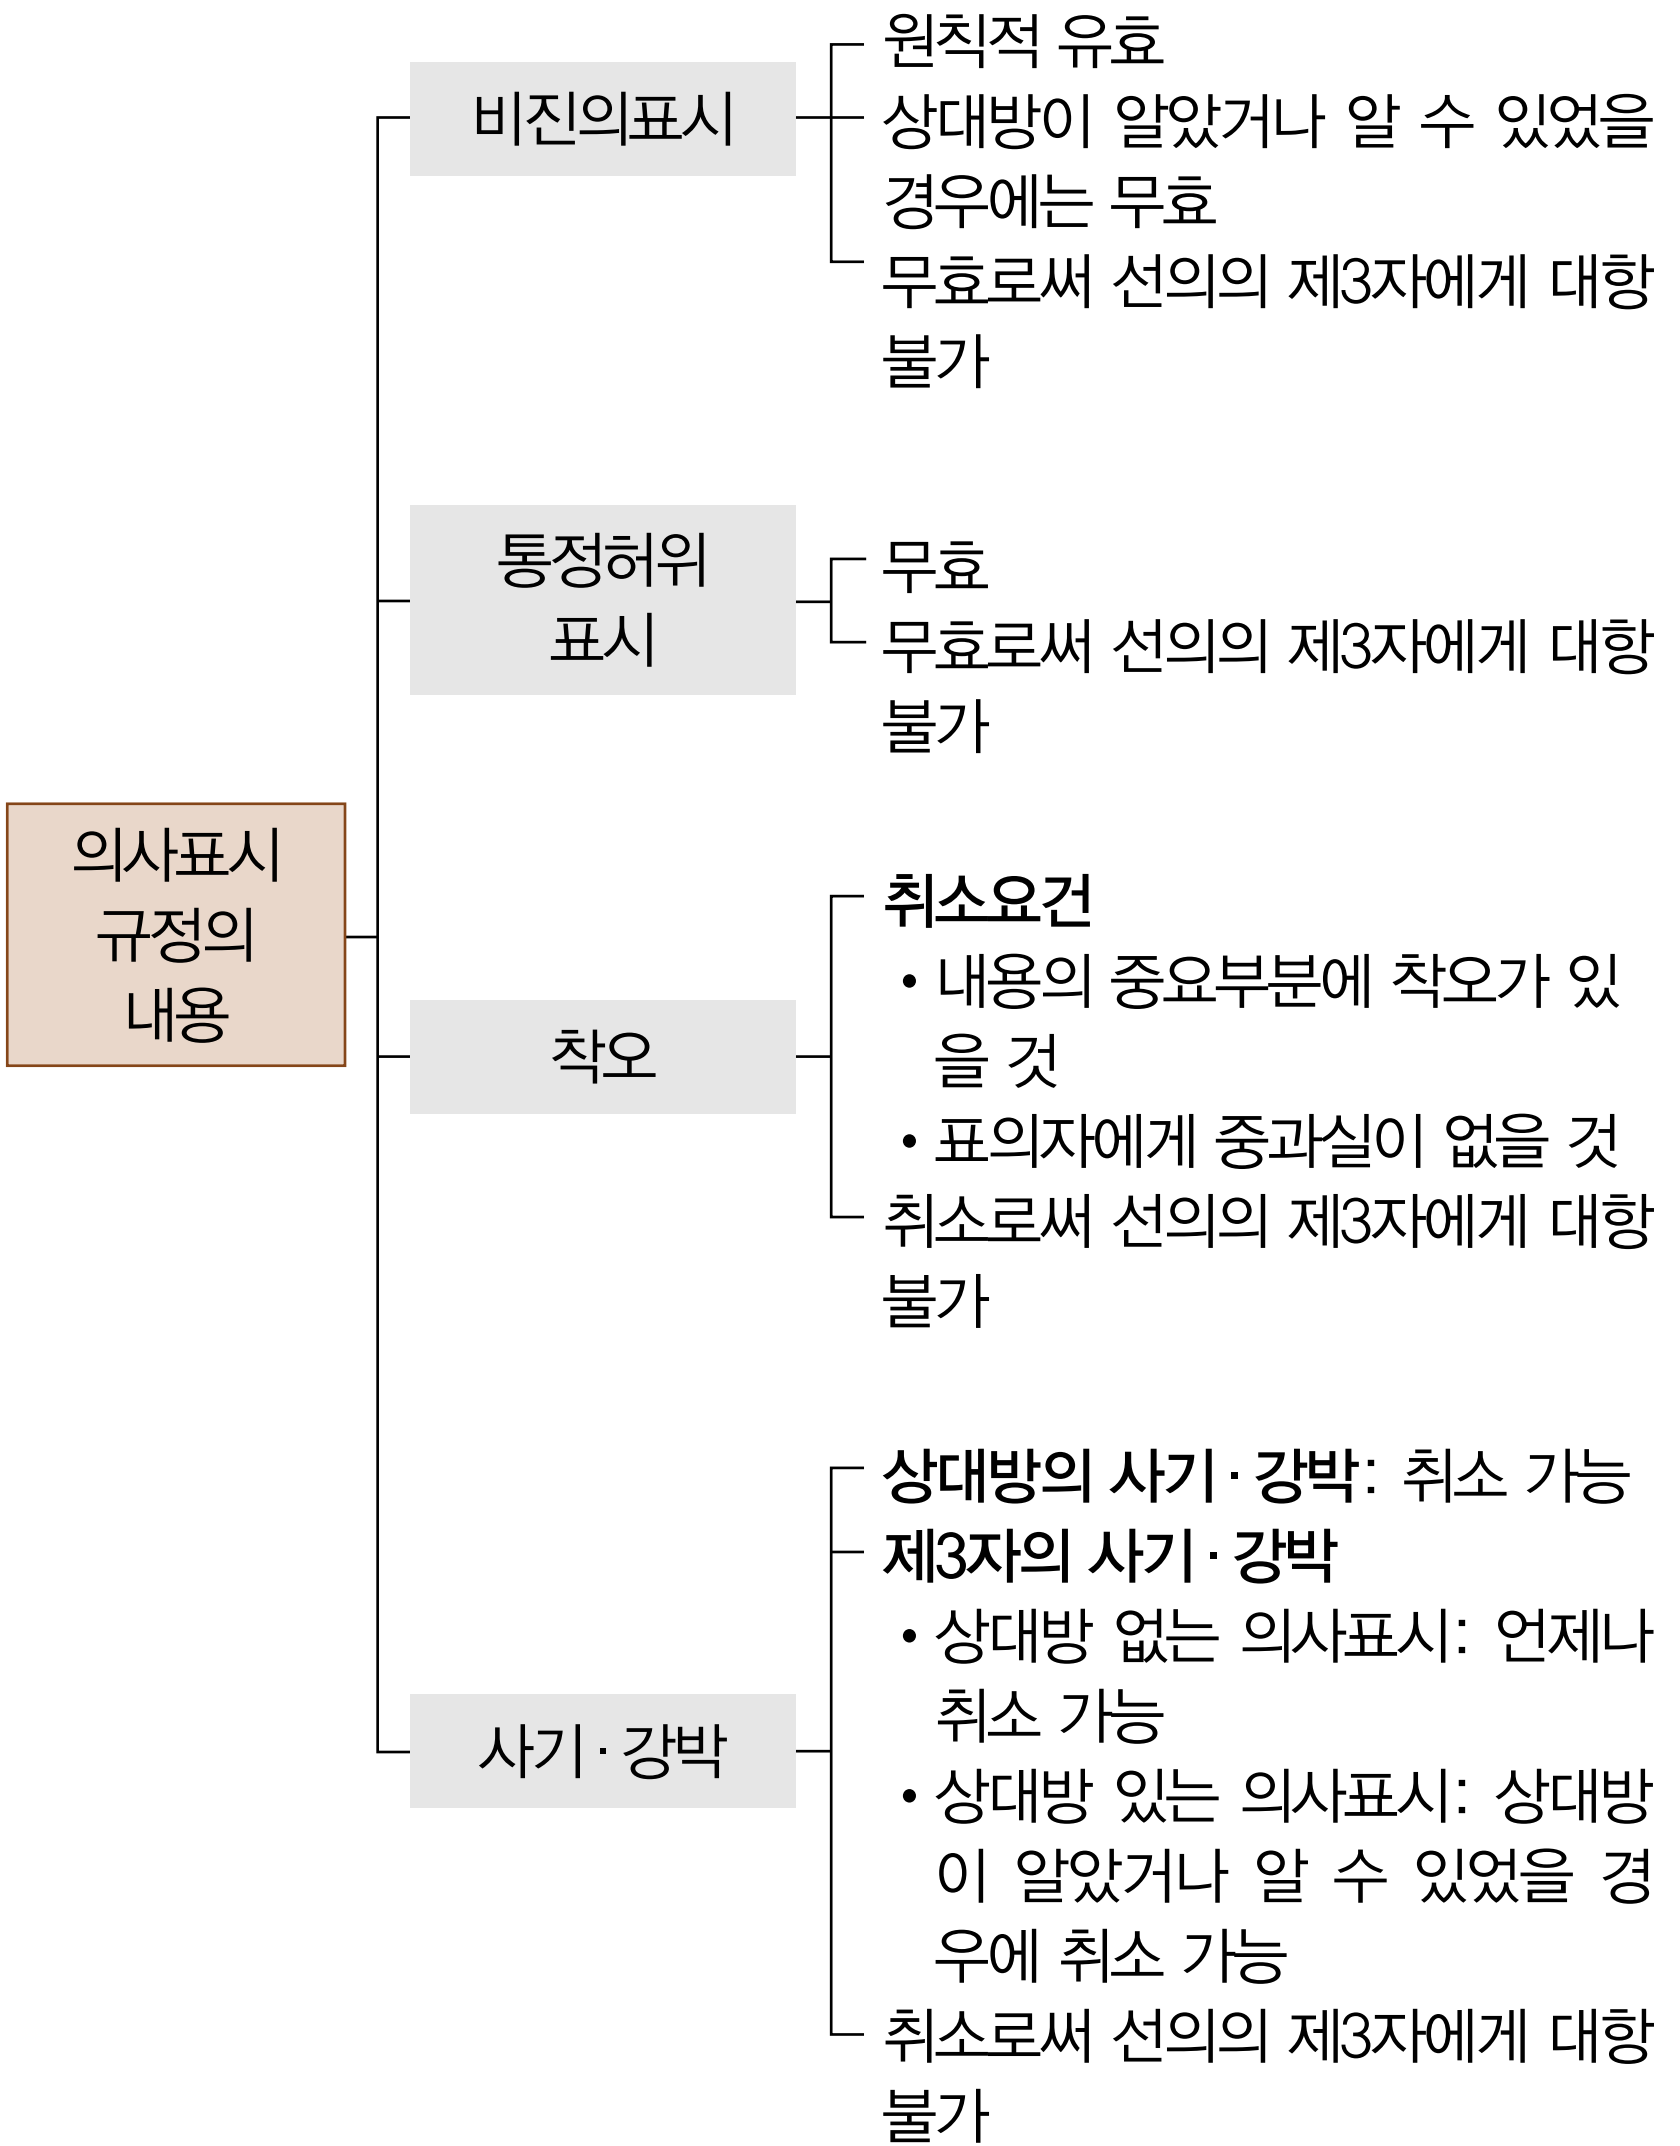 의사표시
규정의
내용
비진의표시
원칙적 유효
상대방이 알았거나 알 수 있었을
경우에는 무효
무효로써 선의의 제3자에게 대항
불가
통정허위
표시
무효
무효로써 선의의 제3자에게 대항
불가
착오
취소요건
• 내용의 중요부분에 착오가 있
을 것
• 표의자에게 중과실이 없을 것
취소로써 선의의 제3자에게 대항
불가
사기 · 강박
상대방의 사기 · 강박: 취소 가능
제3자의 사기 · 강박
• 상대방 없는 의사표시: 언제나
취소 가능
• 상대방 있는 의사표시: 상대방
이 알았거나 알 수 있었을 경
우에 취소 가능
취소로써 선의의 제3자에게 대항
불가